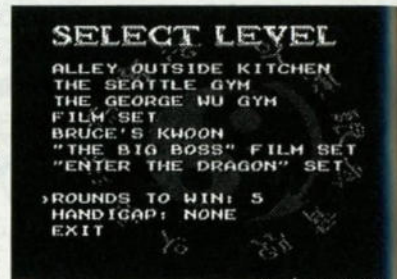 SELECT LEVEL
ALLEY OUTSIDE KITCHEN
THE SEATTLE GYM
THE GEORGE WU GYM
FILM SET
BRUCE'S KWOON
"THE BIG BOSS" FILM SET
"ENTER THE DRAGON" SET
›ROUNDS TO WIN: 5
HANDICAP: NONE
EXIT